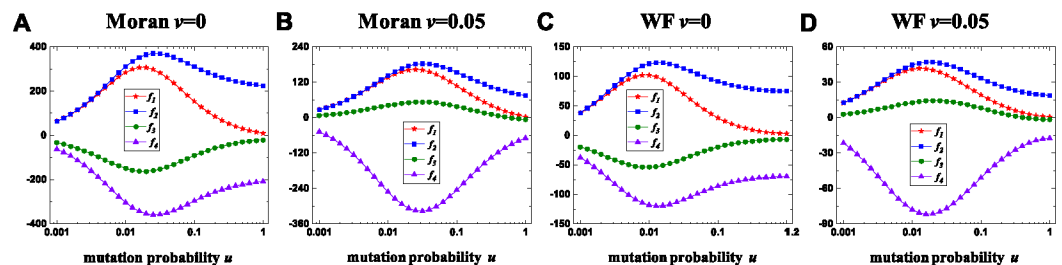 A Moran v=0
400
200
0
-200
-400
f1
f2
f3
f4
0.001 0.01 0.1 1
mutation probability u
B Moran v=0.05
240
120
0
-120
-240
-360
f1
f2
f3
f4
0.001 0.01 0.1 1
mutation probability u
C WF v=0
150
100
50
0
-50
-100
-150
f1
f2
f3
f4
0.001 0.01 0.1 1.2
mutation probability u
D WF v=0.05
60
30
0
-30
-60
-90
f1
f2
f3
f4
0.001 0.01 0.1 1
mutation probability u